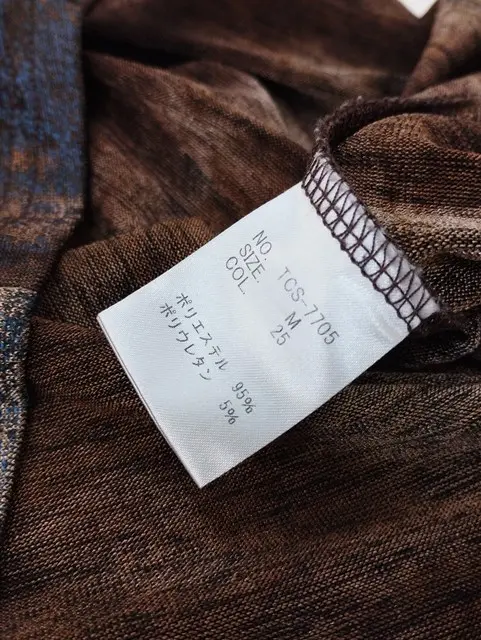 NO. TCS-7705
SIZE. M
COL. 25
ポリエステル 95%
ポリウレタン 5%